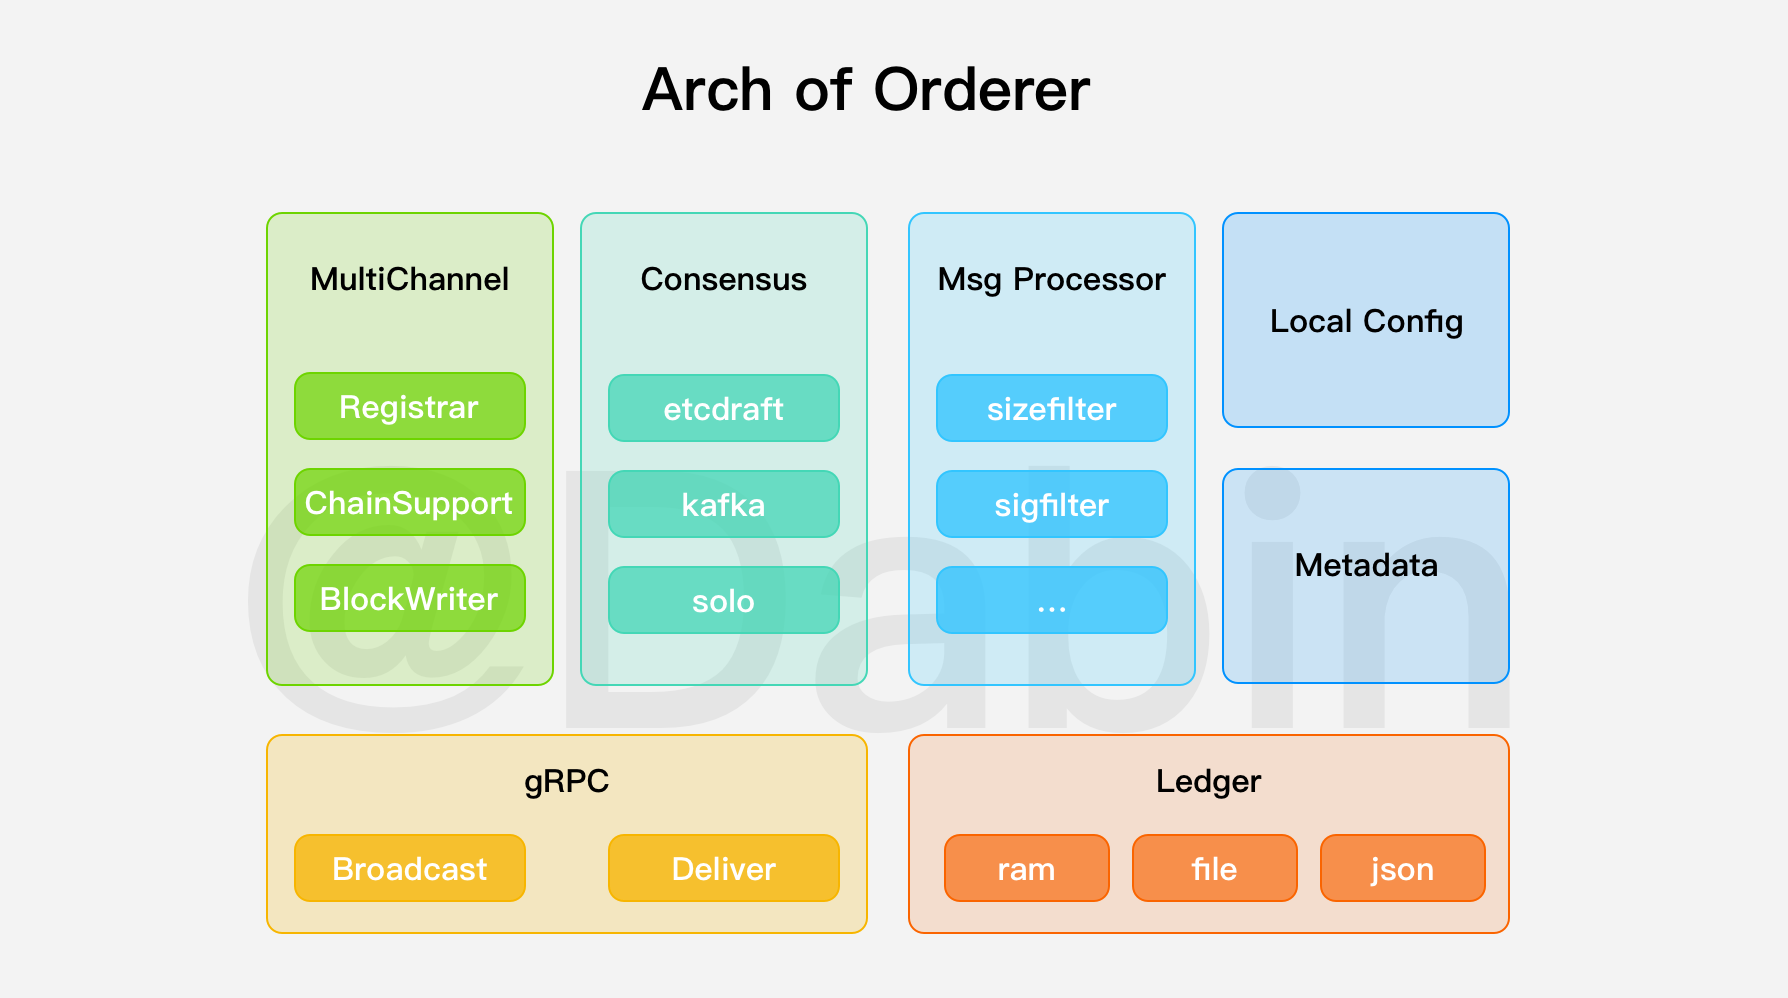 Arch of Orderer
MultiChannel
Registrar
ChainSupport
BlockWriter
Consensus
etcdraft
kafka
solo
Msg Processor
sizefilter
sigfilter
...
Local Config
Metadata
@Dabin
gRPC
Broadcast
Deliver
Ledger
ram
file
json